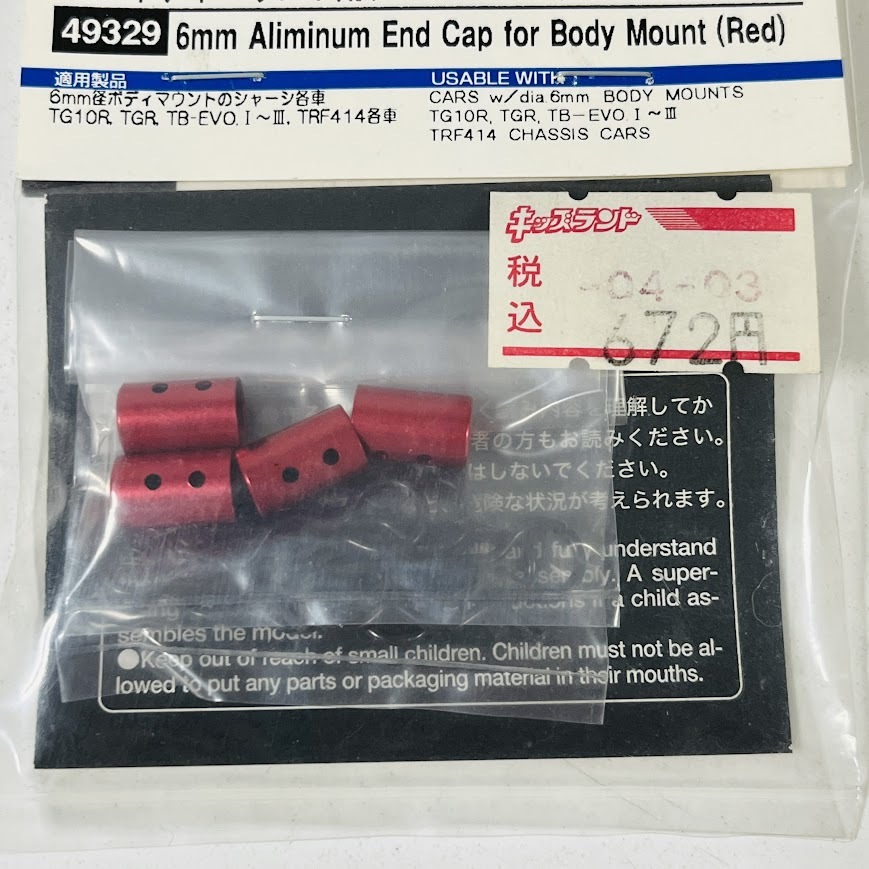 49329 6mm Aliminum End Cap for Body Mount (Red)
適用製品
6mm径ボディマウントのシャーシ各車
TG10R, TGR, TB-EVO. I～III, TRF414各車
USABLE WITH
CARS w/dia.6mm BODY MOUNTS
TG10R, TGR, TB-EVO. I～III
TRF414 CHASSIS CARS
キッズランド
税込
-04-03
672円
理解してか
者の方もお読みください。
はしないでください。
険な状況が考えられます。
and fully understand
A super-
a child as-
sembles the model.
●Keep out of reach of small children. Children must not be al-
lowed to put any parts or packaging material in their mouths.